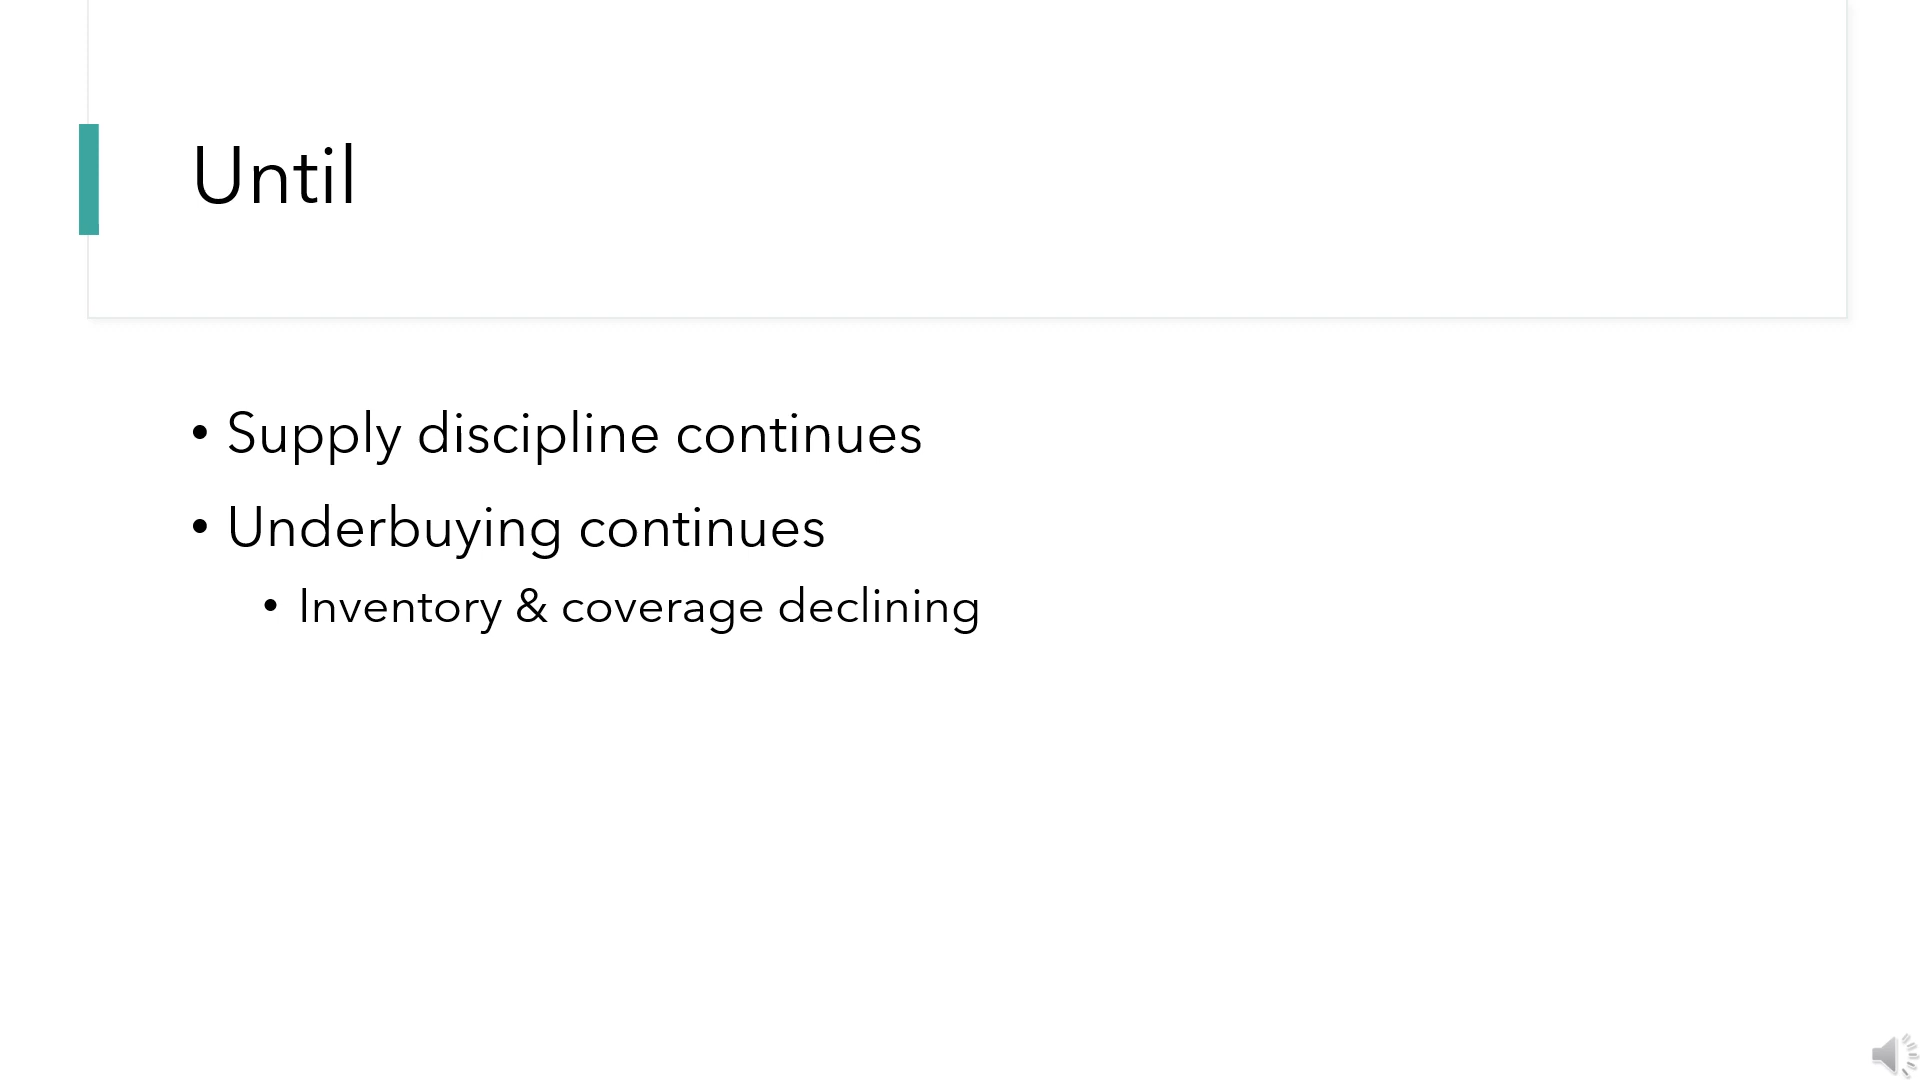 Until
• Supply discipline continues
• Underbuying continues
• Inventory & coverage declining